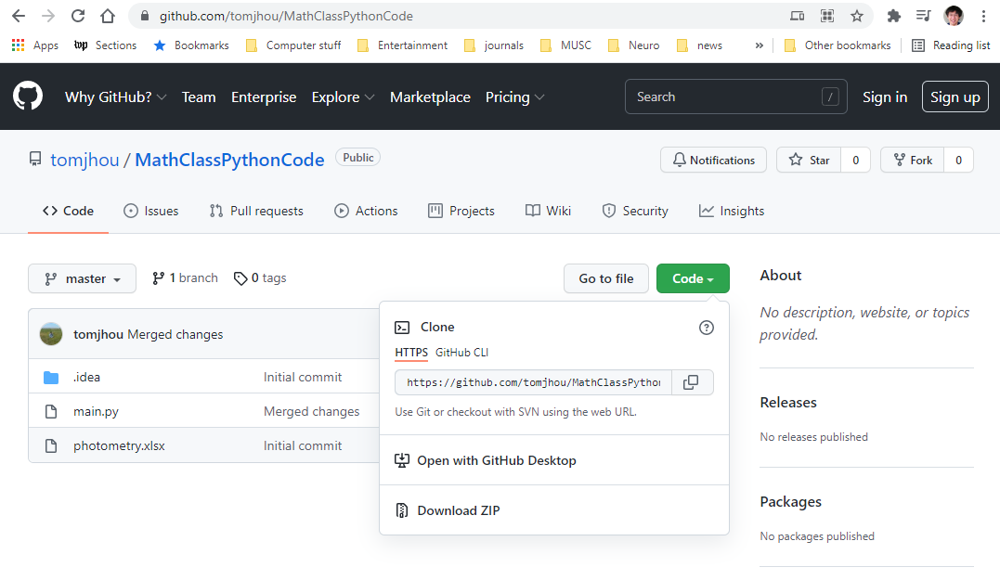 github.com/tomjhou/MathClassPythonCode
Apps Sections Bookmarks Computer stuff Entertainment journals MUSC Neuro news » Other bookmarks Reading list
Why GitHub? Team Enterprise Explore Marketplace Pricing Search / Sign in Sign up
tomjhou / MathClassPythonCode Public Notifications Star 0 Fork 0
Code Issues Pull requests Actions Projects Wiki Security Insights
master 1 branch 0 tags Go to file Code
tomjhou Merged changes
.idea Initial commit
main.py Merged changes
photometry.xlsx Initial commit
Clone
HTTPS GitHub CLI
https://github.com/tomjhou/MathClassPython
Use Git or checkout with SVN using the web URL.
Open with GitHub Desktop
Download ZIP
About
No description, website, or topics
provided.
Releases
No releases published
Packages
No packages published